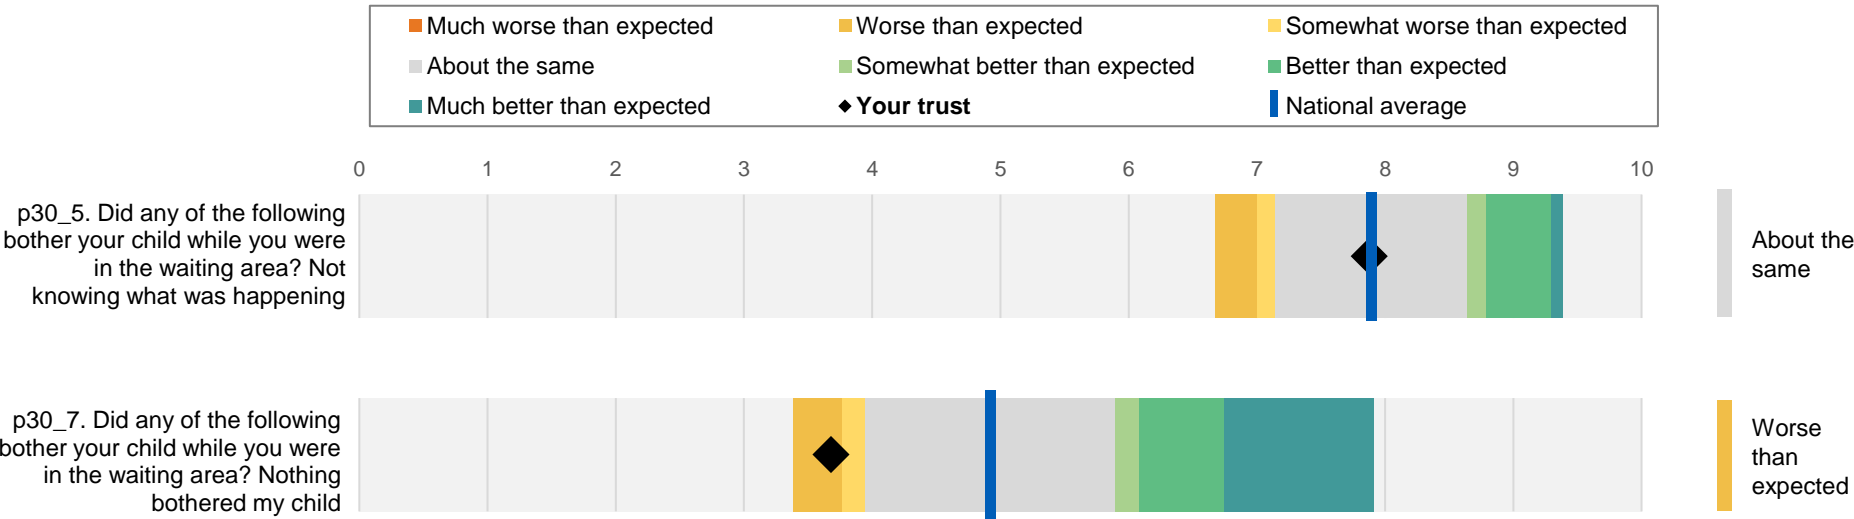 Much worse than expected
Worse than expected
Somewhat worse than expected
About the same
Somewhat better than expected
Better than expected
Much better than expected
Your trust
National average
0 1 2 3 4 5 6 7 8 9 10
p30_5. Did any of the following
bother your child while you were
in the waiting area? Not
knowing what was happening
About the
same
p30_7. Did any of the following
bother your child while you were
in the waiting area? Nothing
bothered my child
Worse
than
expected